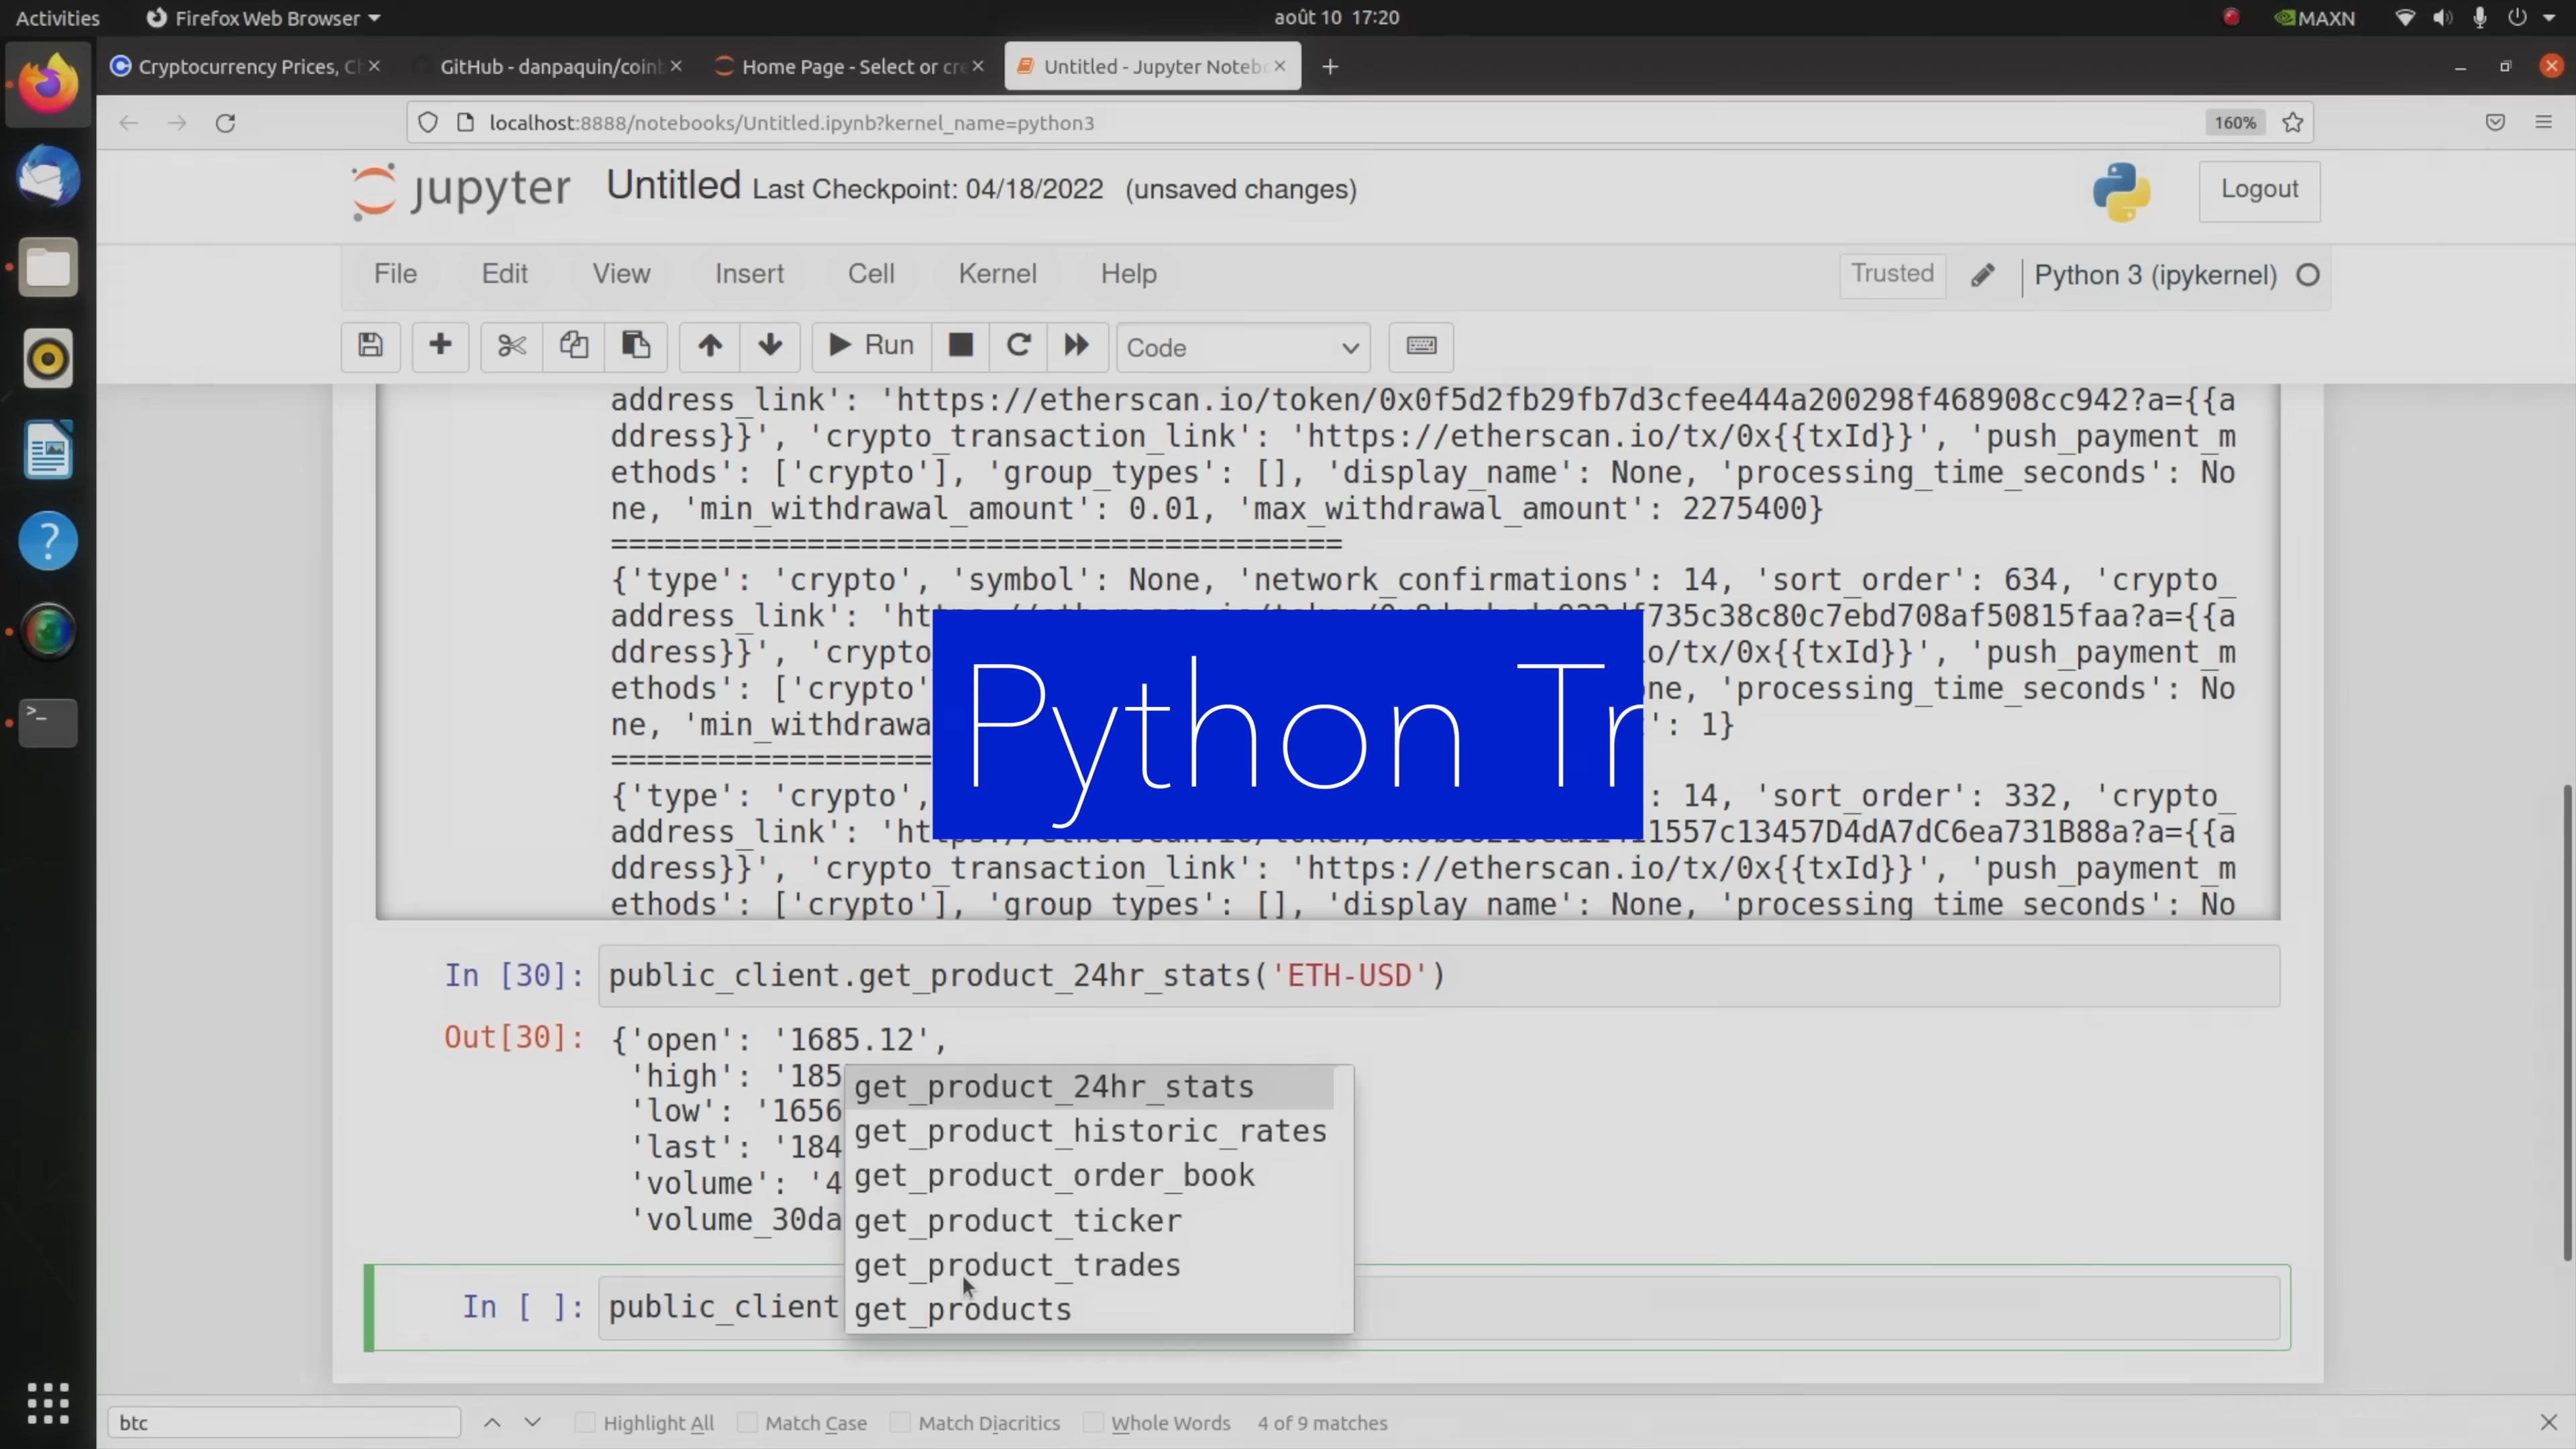 Activities
Firefox Web Browser
août 10 17:20
MAXN
Cryptocurrency Prices, C
GitHub - danpaquin/coinb
Home Page - Select or cre
Untitled - Jupyter Noteb
localhost:8888/notebooks/Untitled.ipynb?kernel_name=python3
160%
jupyter
Untitled Last Checkpoint: 04/18/2022 (unsaved changes)
Logout
File Edit View Insert Cell Kernel Help
Trusted
Python 3 (ipykernel)
Run
Code
address_link': 'https://etherscan.io/token/0x0f5d2fb29fb7d3cfee444a200298f468908cc942?a={{a
ddress}}', 'crypto_transaction_link': 'https://etherscan.io/tx/0x{{txId}}', 'push_payment_m
ethods': ['crypto'], 'group_types': [], 'display_name': None, 'processing_time_seconds': No
ne, 'min_withdrawal_amount': 0.01, 'max_withdrawal_amount': 2275400}
=========================================
{'type': 'crypto', 'symbol': None, 'network_confirmations': 14, 'sort_order': 634, 'crypto_
address_link': 'ht 735c38c80c7ebd708af50815faa?a={{a
ddress}}', 'crypto io/tx/0x{{txId}}', 'push_payment_m
ethods': ['crypto' ne, 'processing_time_seconds': No
ne, 'min_withdrawa ': 1}
==================
{'type': 'crypto', : 14, 'sort_order': 332, 'crypto_
address_link': 'ht 1557c13457D4dA7dC6ea731B88a?a={{a
ddress}}', 'crypto_transaction_link': 'https://etherscan.io/tx/0x{{txId}}', 'push_payment_m
ethods': ['crypto'], 'group_types': [], 'display_name': None, 'processing_time_seconds': No
Python Tr
In [30]: public_client.get_product_24hr_stats('ETH-USD')
Out[30]: {'open': '1685.12',
'high': '185
'low': '1656
'last': '184
'volume': '4
'volume_30da
get_product_24hr_stats
get_product_historic_rates
get_product_order_book
get_product_ticker
get_product_trades
get_products
In [ ]: public_client
btc
Highlight All
Match Case
Match Diacritics
Whole Words
4 of 9 matches